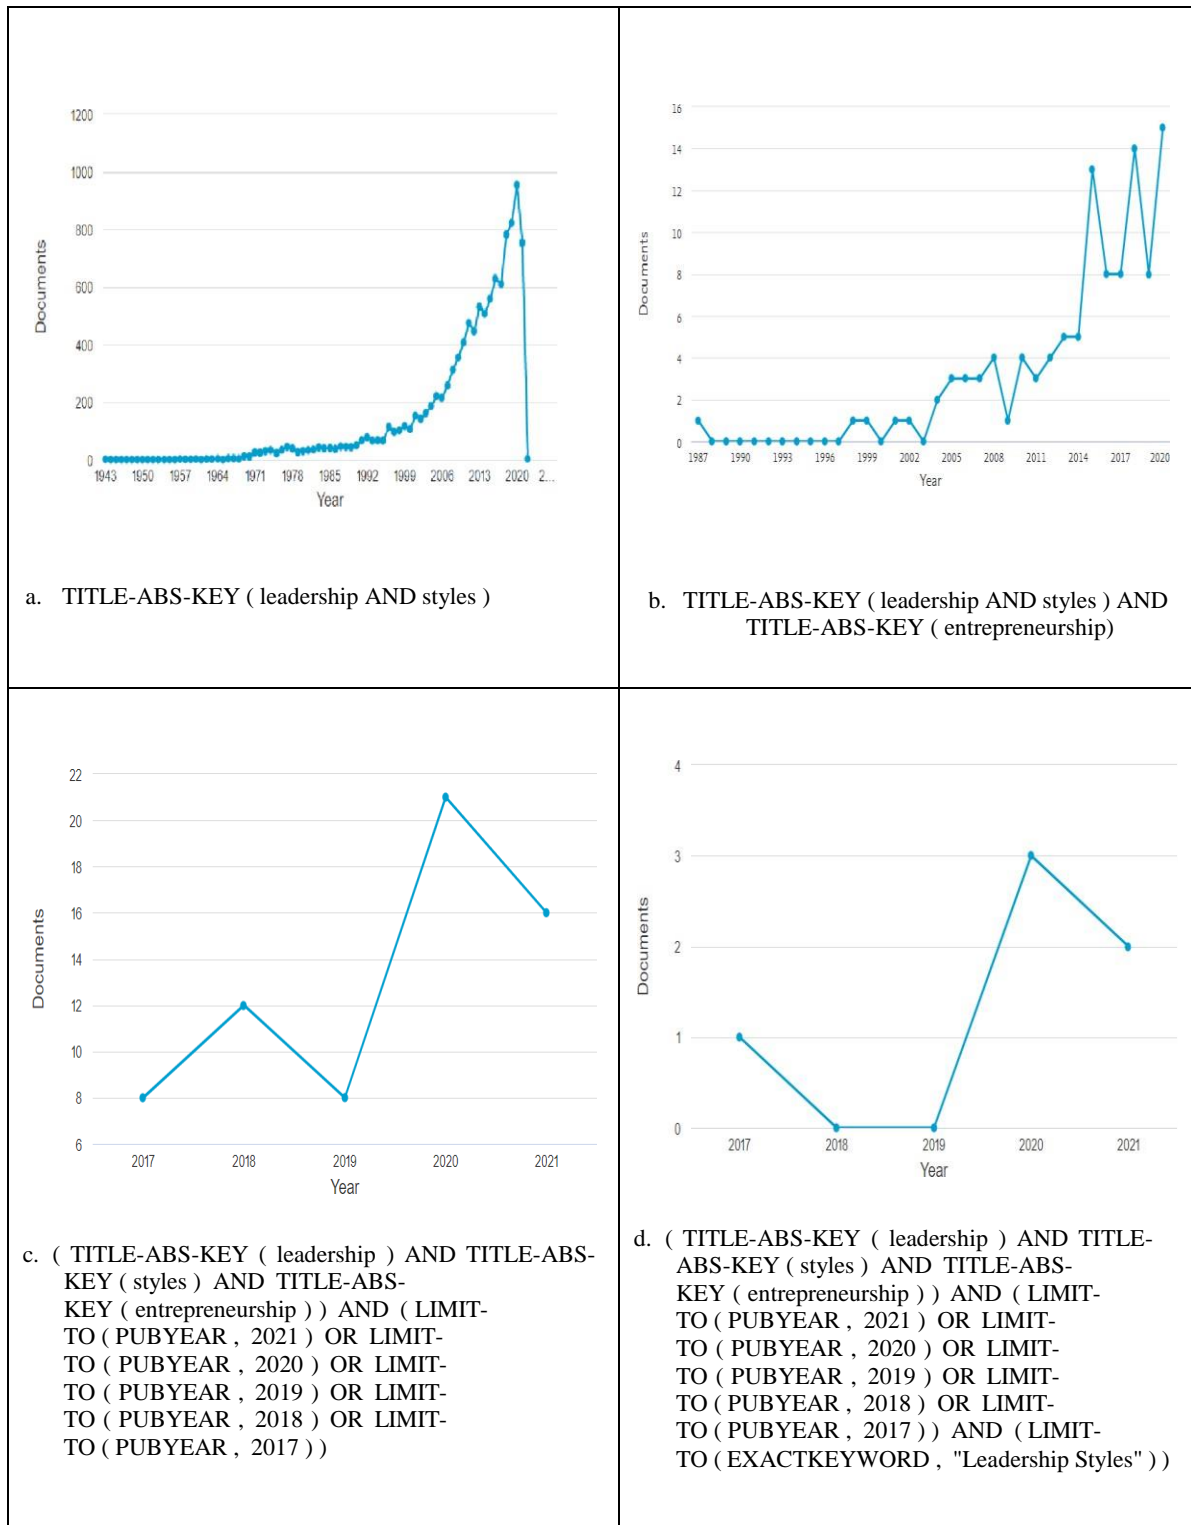 1200
1000
800
600
400
200
0
Documents
1943 1950 1957 1964 1971 1978 1985 1992 1999 2006 2013 2020 2...
Year
a. TITLE-ABS-KEY ( leadership AND styles )
16
14
12
10
8
6
4
2
0
Documents
1987 1990 1993 1996 1999 2002 2005 2008 2011 2014 2017 2020
Year
b. TITLE-ABS-KEY ( leadership AND styles ) AND
TITLE-ABS-KEY ( entrepreneurship)
22
20
18
16
14
12
10
8
6
Documents
2017 2018 2019 2020 2021
Year
c. ( TITLE-ABS-KEY ( leadership ) AND TITLE-ABS-
KEY ( styles ) AND TITLE-ABS-
KEY ( entrepreneurship ) ) AND ( LIMIT-
TO ( PUBYEAR , 2021 ) OR LIMIT-
TO ( PUBYEAR , 2020 ) OR LIMIT-
TO ( PUBYEAR , 2019 ) OR LIMIT-
TO ( PUBYEAR , 2018 ) OR LIMIT-
TO ( PUBYEAR , 2017 ) )
4
3
2
1
0
Documents
2017 2018 2019 2020 2021
Year
d. ( TITLE-ABS-KEY ( leadership ) AND TITLE-
ABS-KEY ( styles ) AND TITLE-ABS-
KEY ( entrepreneurship ) ) AND ( LIMIT-
TO ( PUBYEAR , 2021 ) OR LIMIT-
TO ( PUBYEAR , 2020 ) OR LIMIT-
TO ( PUBYEAR , 2019 ) OR LIMIT-
TO ( PUBYEAR , 2018 ) OR LIMIT-
TO ( PUBYEAR , 2017 ) ) AND ( LIMIT-
TO ( EXACTKEYWORD , "Leadership Styles" ) )